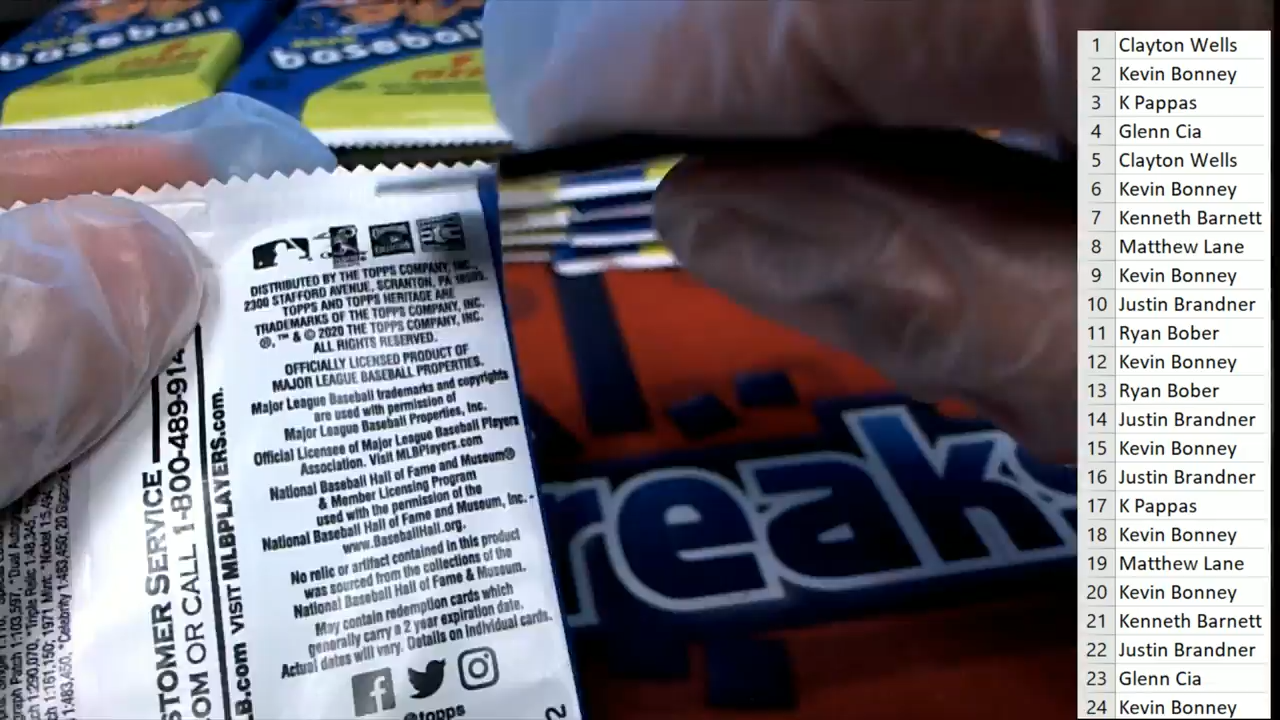 baseball
baseball
DISTRIBUTED BY THE TOPPS COMPANY, INC.,
2300 STAFFORD AVENUE, SCRANTON, PA 18505.
TOPPS AND TOPPS HERITAGE ARE
TRADEMARKS OF THE TOPPS COMPANY, INC.
®, ™ & © 2020 THE TOPPS COMPANY, INC.
ALL RIGHTS RESERVED.
OFFICIALLY LICENSED PRODUCT OF
MAJOR LEAGUE BASEBALL PROPERTIES.
Major League Baseball trademarks and copyrights
are used with permission of
Major League Baseball Properties, Inc.
Official Licensee of Major League Baseball Players
Association. Visit MLBPlayers.com
National Baseball Hall of Fame and Museum®
& Member Licensing Program
used with the permission of the
National Baseball Hall of Fame and Museum, Inc. -
www.BaseballHall.org.
No relic or artifact contained in this product
was sourced from the collections of the
National Baseball Hall of Fame & Museum.
May contain redemption cards which
generally carry a 2 year expiration date.
Actual dates will vary. Details on individual cards.
@topps
STOMER SERVICE
OM OR CALL 1-800-489-914
LB.com VISIT MLBPLAYERS.com.
reaks
1 Clayton Wells
2 Kevin Bonney
3 K Pappas
4 Glenn Cia
5 Clayton Wells
6 Kevin Bonney
7 Kenneth Barnett
8 Matthew Lane
9 Kevin Bonney
10 Justin Brandner
11 Ryan Bober
12 Kevin Bonney
13 Ryan Bober
14 Justin Brandner
15 Kevin Bonney
16 Justin Brandner
17 K Pappas
18 Kevin Bonney
19 Matthew Lane
20 Kevin Bonney
21 Kenneth Barnett
22 Justin Brandner
23 Glenn Cia
24 Kevin Bonney